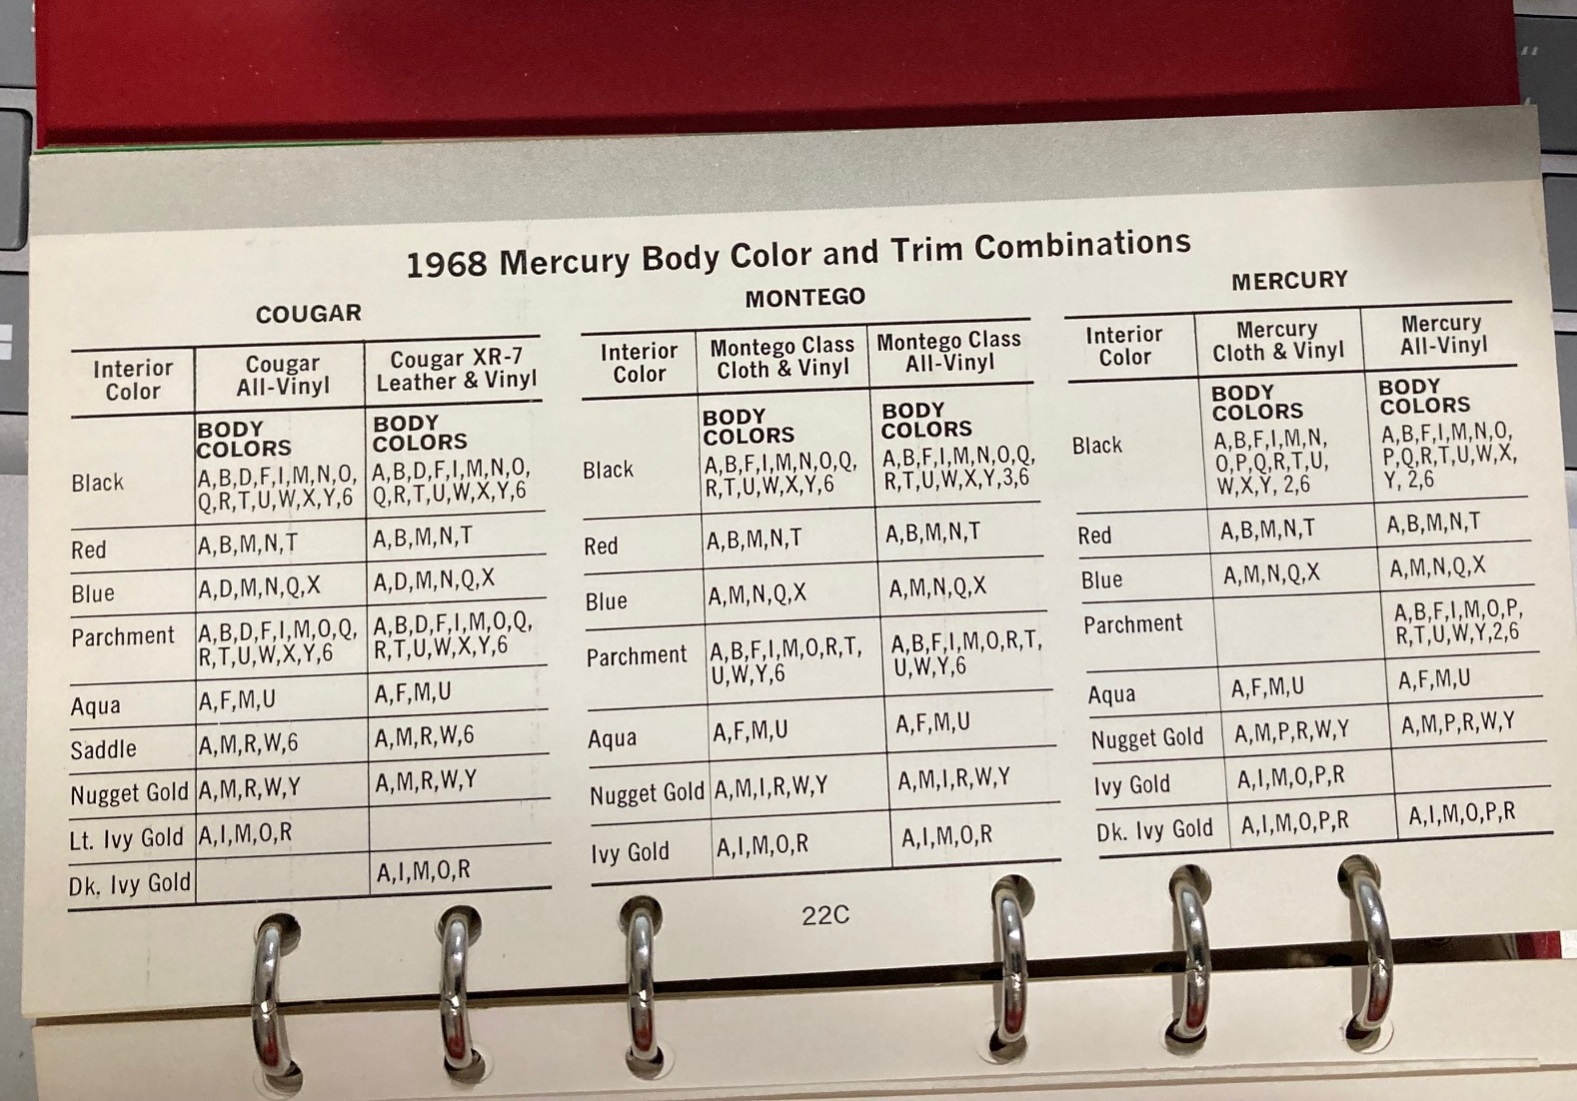 1968 Mercury Body Color and Trim Combinations
COUGAR
Interior Color
Cougar All-Vinyl
Cougar XR-7 Leather & Vinyl
BODY COLORS
BODY COLORS
Black
A,B,D,F,I,M,N,O,
Q,R,T,U,W,X,Y,6
A,B,D,F,I,M,N,O,
Q,R,T,U,W,X,Y,6
Red
A,B,M,N,T
A,B,M,N,T
Blue
A,D,M,N,Q,X
A,D,M,N,Q,X
Parchment
A,B,D,F,I,M,O,Q,
R,T,U,W,X,Y,6
A,B,D,F,I,M,O,Q,
R,T,U,W,X,Y,6
Aqua
A,F,M,U
A,F,M,U
Saddle
A,M,R,W,6
A,M,R,W,6
Nugget Gold
A,M,R,W,Y
A,M,R,W,Y
Lt. Ivy Gold
A,I,M,O,R
Dk. Ivy Gold
A,I,M,O,R
MONTEGO
Interior Color
Montego Class Cloth & Vinyl
Montego Class All-Vinyl
BODY COLORS
BODY COLORS
Black
A,B,F,I,M,N,O,Q,
R,T,U,W,X,Y,6
A,B,F,I,M,N,O,Q,
R,T,U,W,X,Y,3,6
Red
A,B,M,N,T
A,B,M,N,T
Blue
A,M,N,Q,X
A,M,N,Q,X
Parchment
A,B,F,I,M,O,R,T,
U,W,Y,6
A,B,F,I,M,O,R,T,
U,W,Y,6
Aqua
A,F,M,U
A,F,M,U
Nugget Gold
A,M,I,R,W,Y
A,M,I,R,W,Y
Ivy Gold
A,I,M,O,R
A,I,M,O,R
MERCURY
Interior Color
Mercury Cloth & Vinyl
Mercury All-Vinyl
BODY COLORS
BODY COLORS
Black
A,B,F,I,M,N,
O,P,Q,R,T,U,
W,X,Y, 2,6
A,B,F,I,M,N,O,
P,Q,R,T,U,W,X,
Y, 2,6
Red
A,B,M,N,T
A,B,M,N,T
Blue
A,M,N,Q,X
A,M,N,Q,X
Parchment
A,B,F,I,M,O,P,
R,T,U,W,Y,2,6
Aqua
A,F,M,U
A,F,M,U
Nugget Gold
A,M,P,R,W,Y
A,M,P,R,W,Y
Ivy Gold
A,I,M,O,P,R
Dk. Ivy Gold
A,I,M,O,P,R
A,I,M,O,P,R
22C